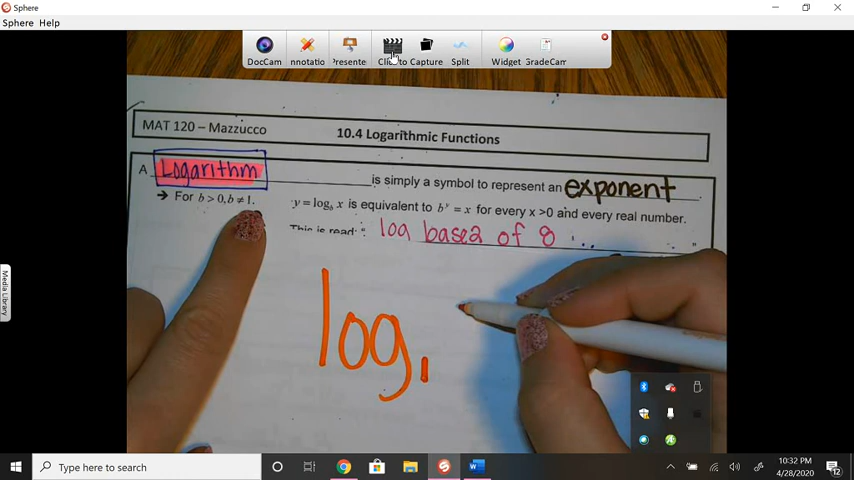 Sphere
Sphere Help
DocCam
nnotatio
Presente
Click to
Capture
Split
Widget
GradeCam
MAT 120 – Mazzucco
10.4 Logarithmic Functions
A Logarithm is simply a symbol to represent an exponent.
→ For b > 0, b ≠ 1. y = log_b x is equivalent to b^y = x for every x >0 and every real number.
This is read: " log base 2 of 8 "
log₁
Media Library
Type here to search
10:32 PM
4/28/2020
12